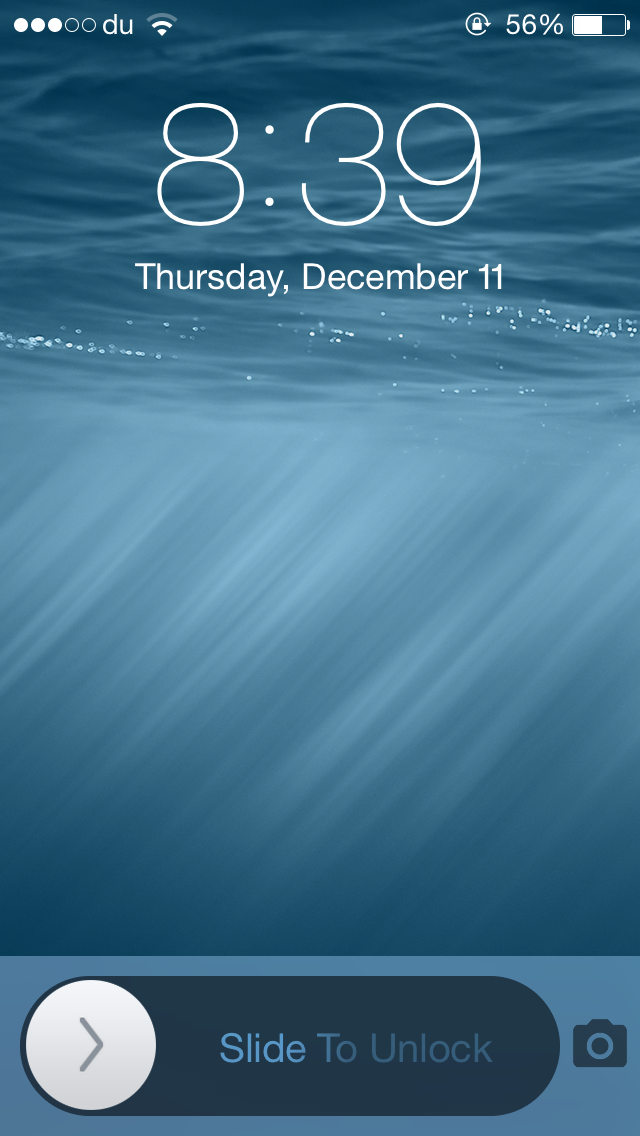 du 56%
8:39
Thursday, December 11
Slide To Unlock